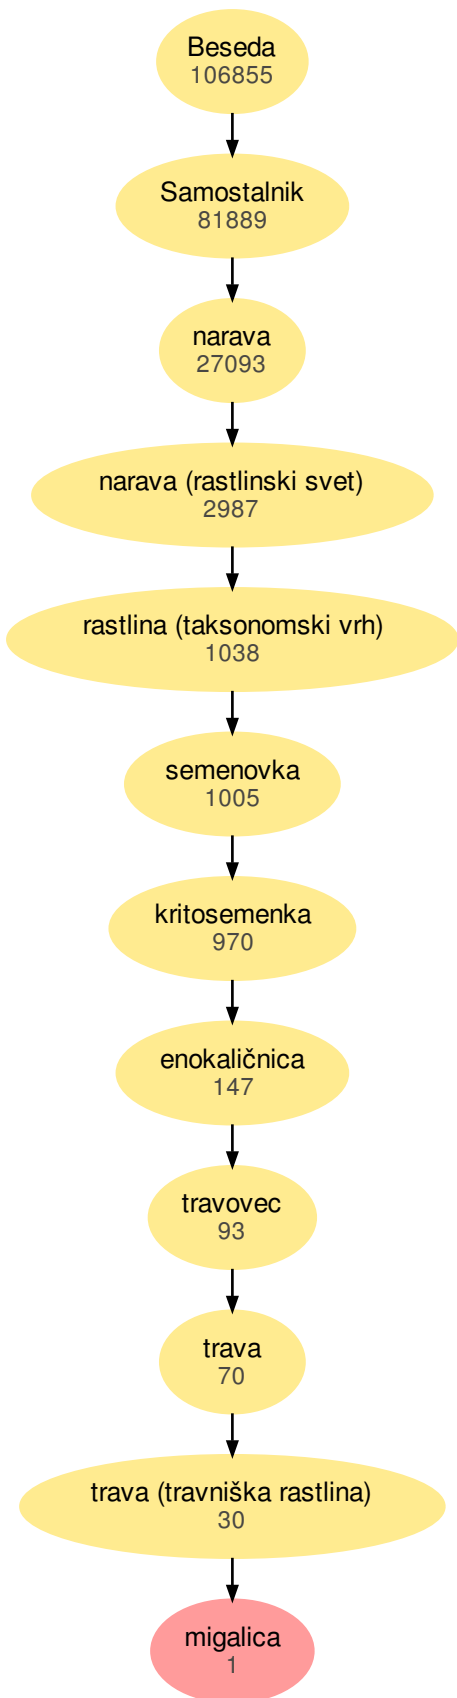 Beseda
106855
Samostalnik
81889
narava
27093
narava (rastlinski svet)
2987
rastlina (taksonomski vrh)
1038
semenovka
1005
kritosemenka
970
enokaličnica
147
travovec
93
trava
70
trava (travniška rastlina)
30
migalica
1